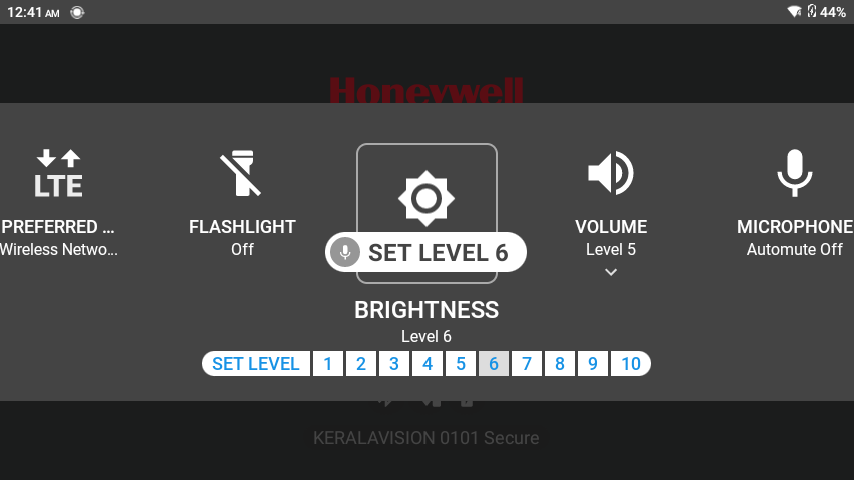 12:41 AM
44%
Honeywell
LTE
PREFERRED ...
Wireless Netwo...
FLASHLIGHT
Off
SET LEVEL 6
VOLUME
Level 5
MICROPHONE
Automute Off
BRIGHTNESS
Level 6
SET LEVEL 1 2 3 4 5 6 7 8 9 10
KERALAVISION 0101 Secure